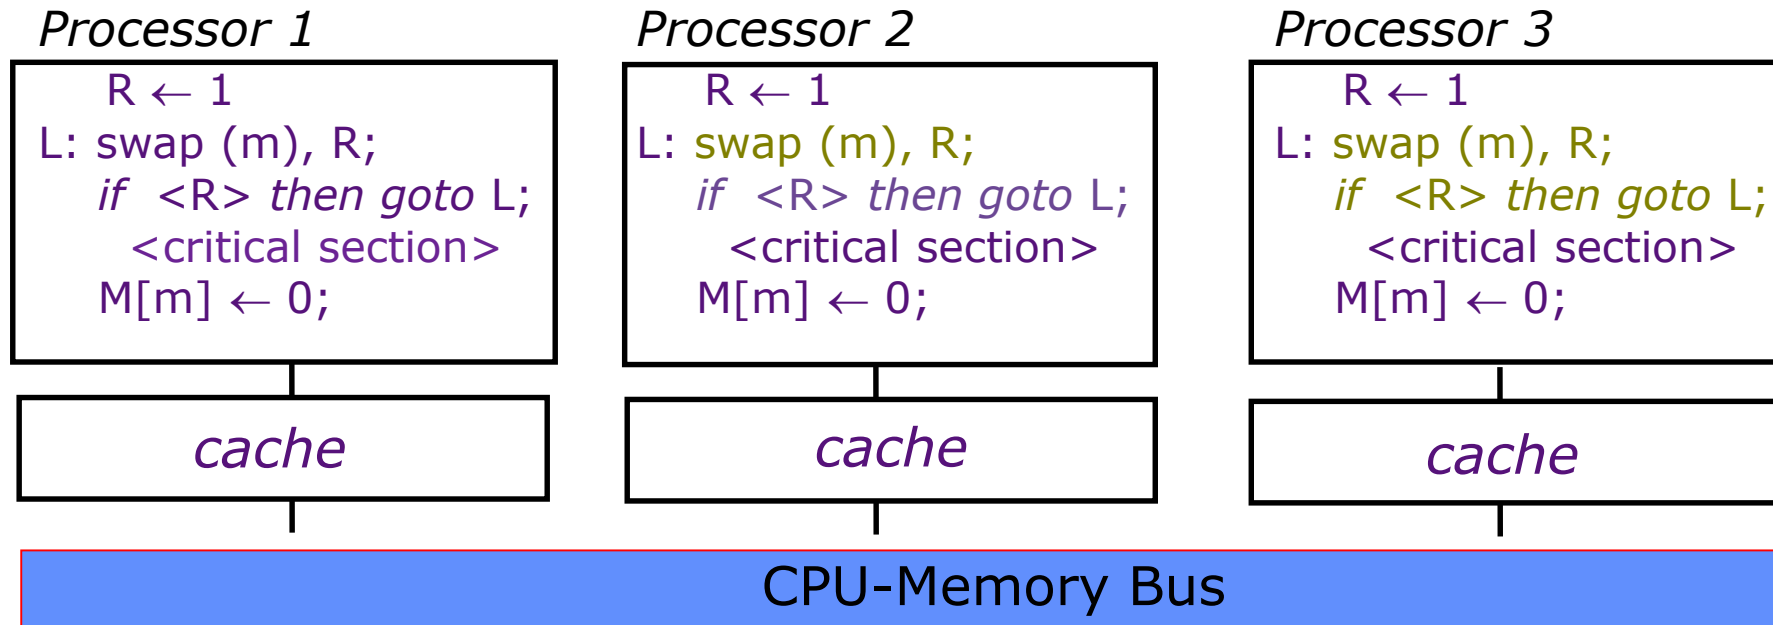 Processor 1
R ← 1
L: swap (m), R;
if <R> then goto L;
<critical section>
M[m] ← 0;
cache
Processor 2
R ← 1
L: swap (m), R;
if <R> then goto L;
<critical section>
M[m] ← 0;
cache
Processor 3
R ← 1
L: swap (m), R;
if <R> then goto L;
<critical section>
M[m] ← 0;
cache
CPU-Memory Bus